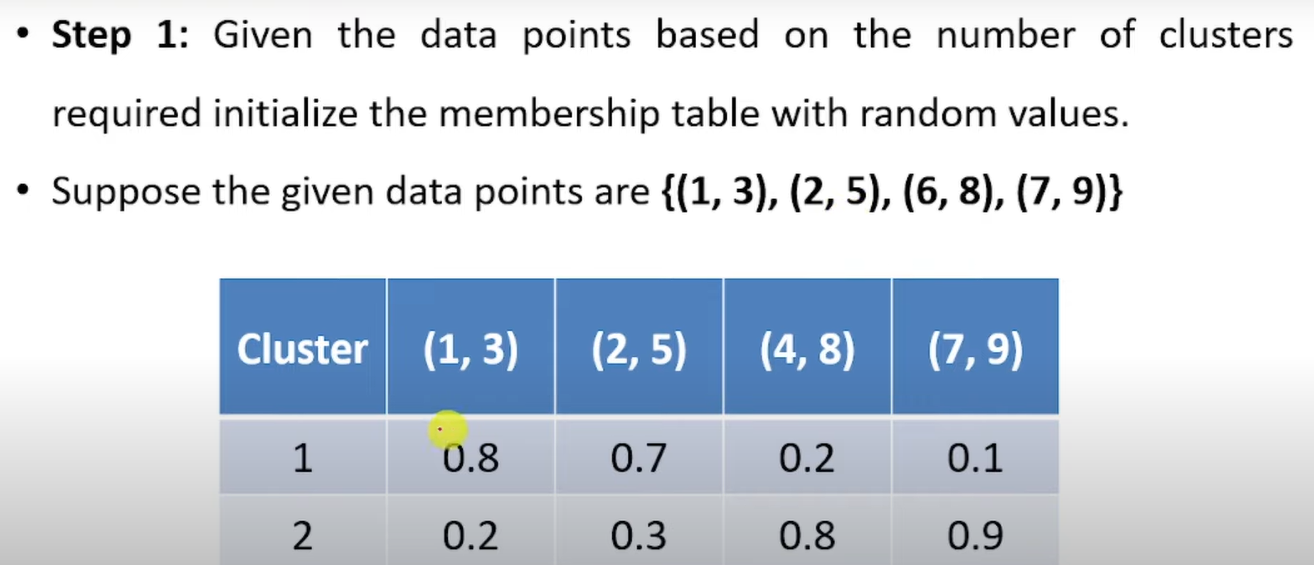 • Step 1: Given the data points based on the number of clusters
required initialize the membership table with random values.
• Suppose the given data points are {(1, 3), (2, 5), (6, 8), (7, 9)}
Cluster (1, 3) (2, 5) (4, 8) (7, 9)
1 0.8 0.7 0.2 0.1
2 0.2 0.3 0.8 0.9